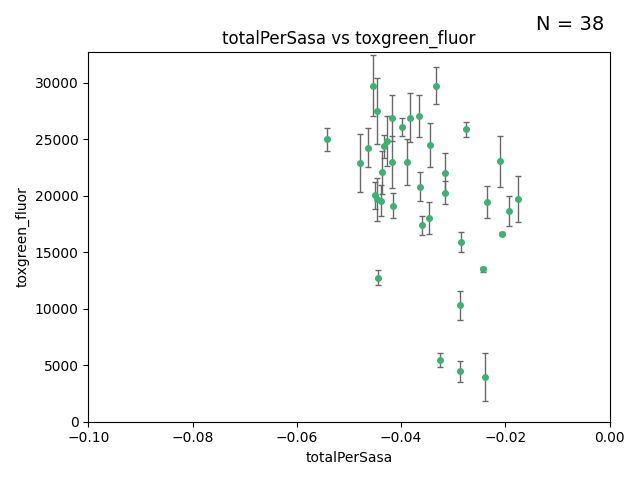 N = 38
totalPerSasa vs toxgreen_fluor
toxgreen_fluor
30000
25000
20000
15000
10000
5000
0
−0.10 −0.08 −0.06 −0.04 −0.02 0.00
totalPerSasa